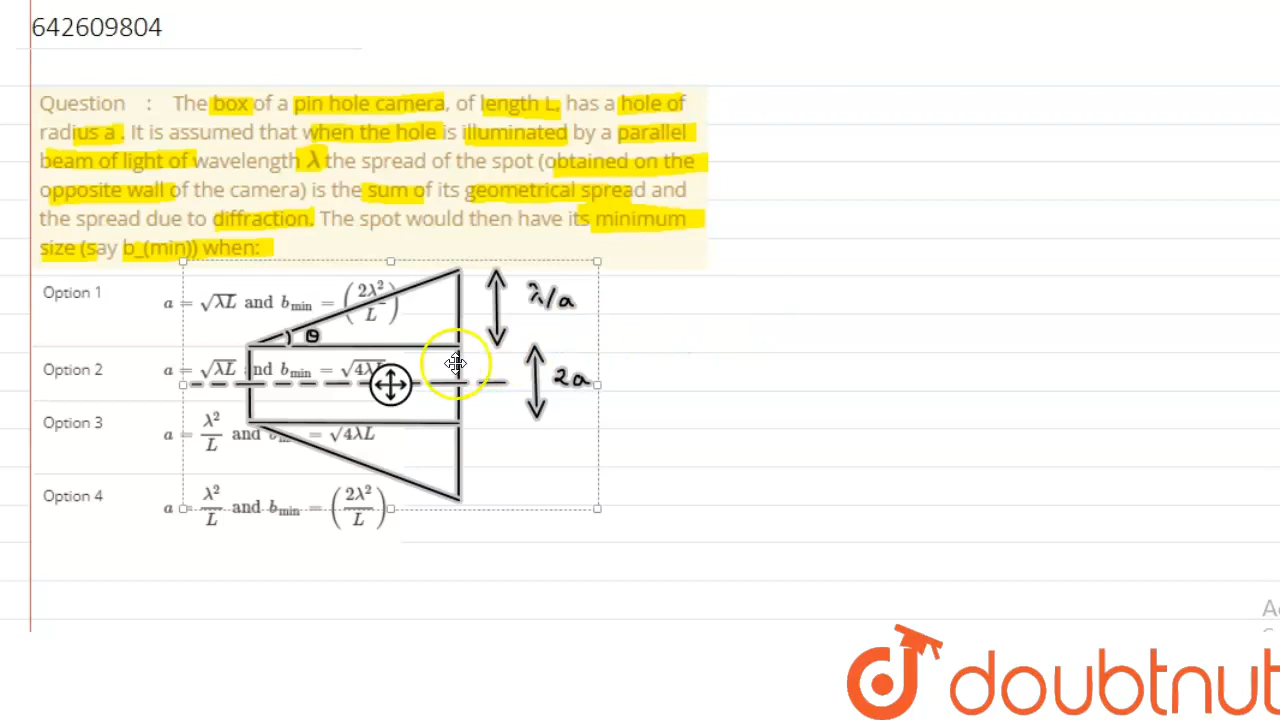 642609804
Question : The box of a pin hole camera, of length L, has a hole of
radius a . It is assumed that when the hole is illuminated by a parallel
beam of light of wavelength λ the spread of the spot (obtained on the
opposite wall of the camera) is the sum of its geometrical spread and
the spread due to diffraction. The spot would then have its minimum
size (say b_(min)) when:
Option 1 a = √λL and b_min = (2λ²/L)
λ/a
θ
Option 2 a = √λL and b_min = √4λL
2a
Option 3 a = λ²/L and b = √4λL
Option 4 a = λ²/L and b_min = (2λ²/L)
doubtnut